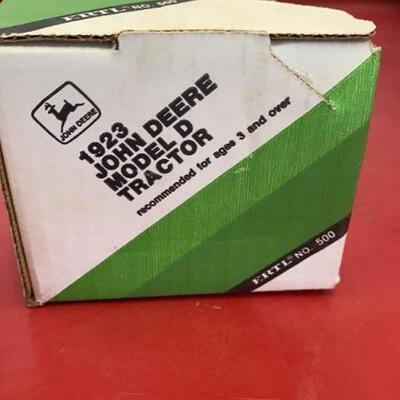 ERTL® NO. 500
JOHN DEERE
1923
JOHN DEERE
MODEL D
TRACTOR
recommended for ages 3 and over
ERTL® NO. 500